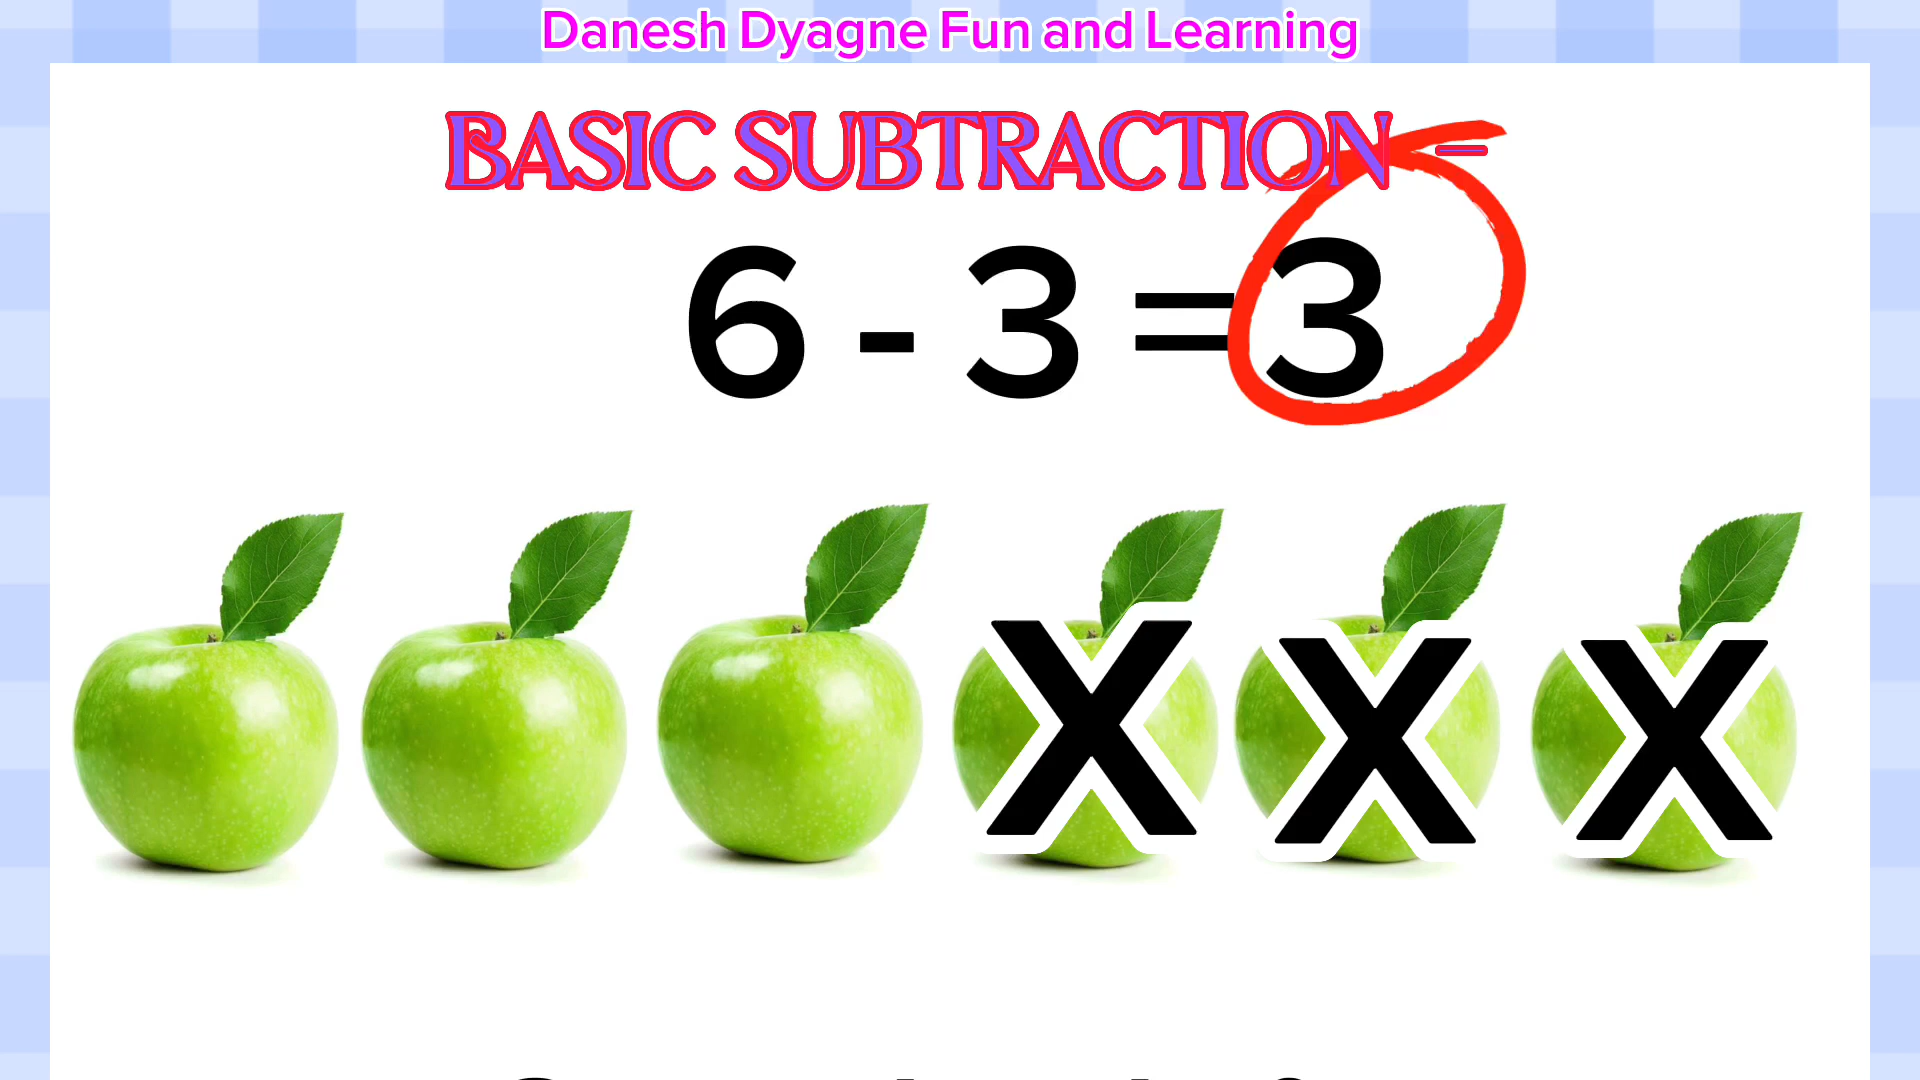 Danesh Dyagne Fun and Learning
BASIC SUBTRACTION -
6 - 3 = 3
X X X